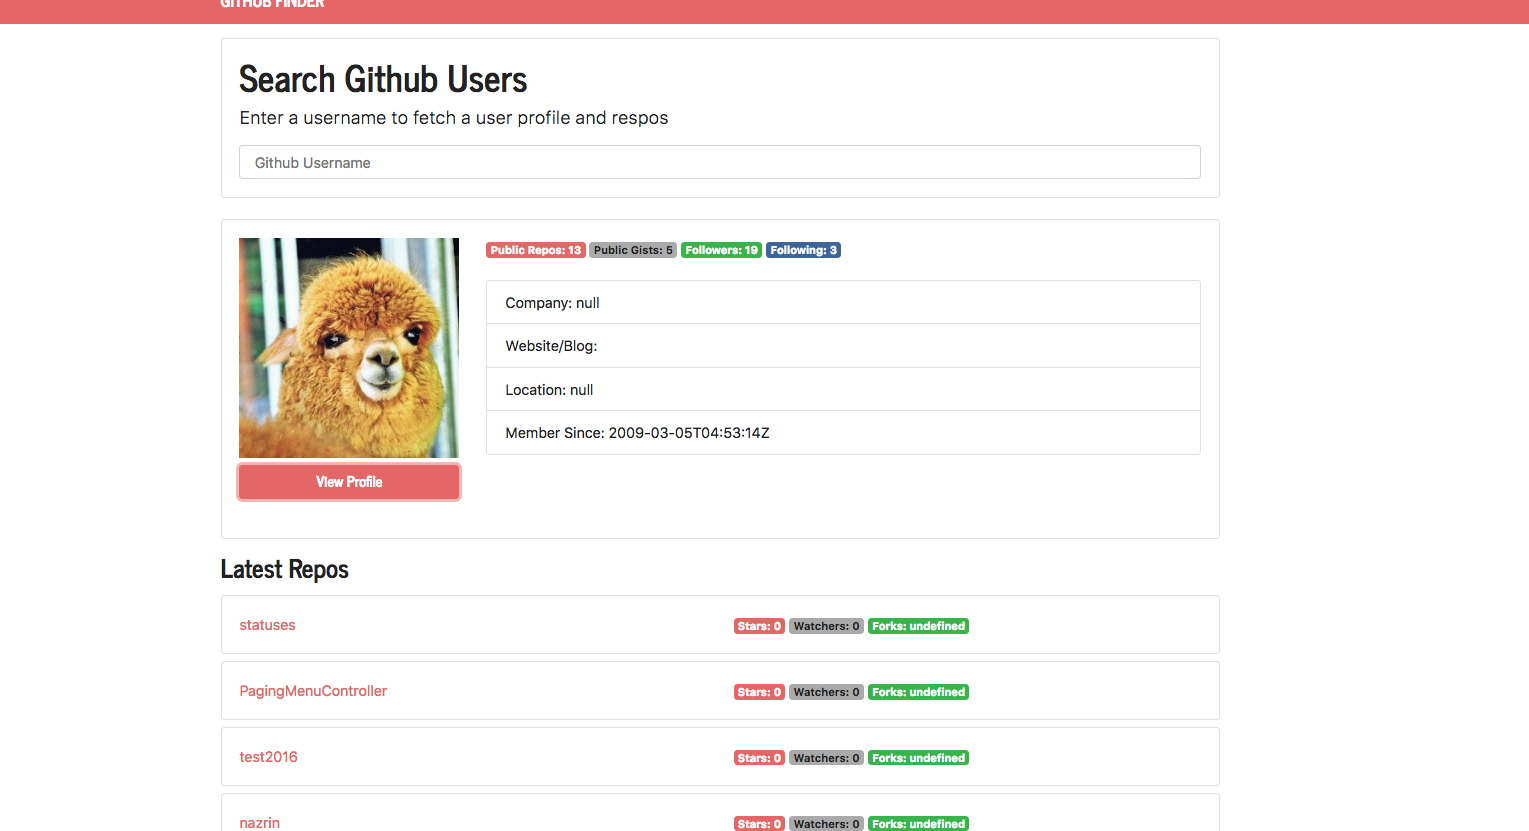 GITHUB FINDER
Search Github Users
Enter a username to fetch a user profile and respos
Github Username
Public Repos: 13 Public Gists: 5 Followers: 19 Following: 3
Company: null
Website/Blog:
Location: null
Member Since: 2009-03-05T04:53:14Z
View Profile
Latest Repos
statuses Stars: 0 Watchers: 0 Forks: undefined
PagingMenuController Stars: 0 Watchers: 0 Forks: undefined
test2016 Stars: 0 Watchers: 0 Forks: undefined
nazrin Stars: 0 Watchers: 0 Forks: undefined